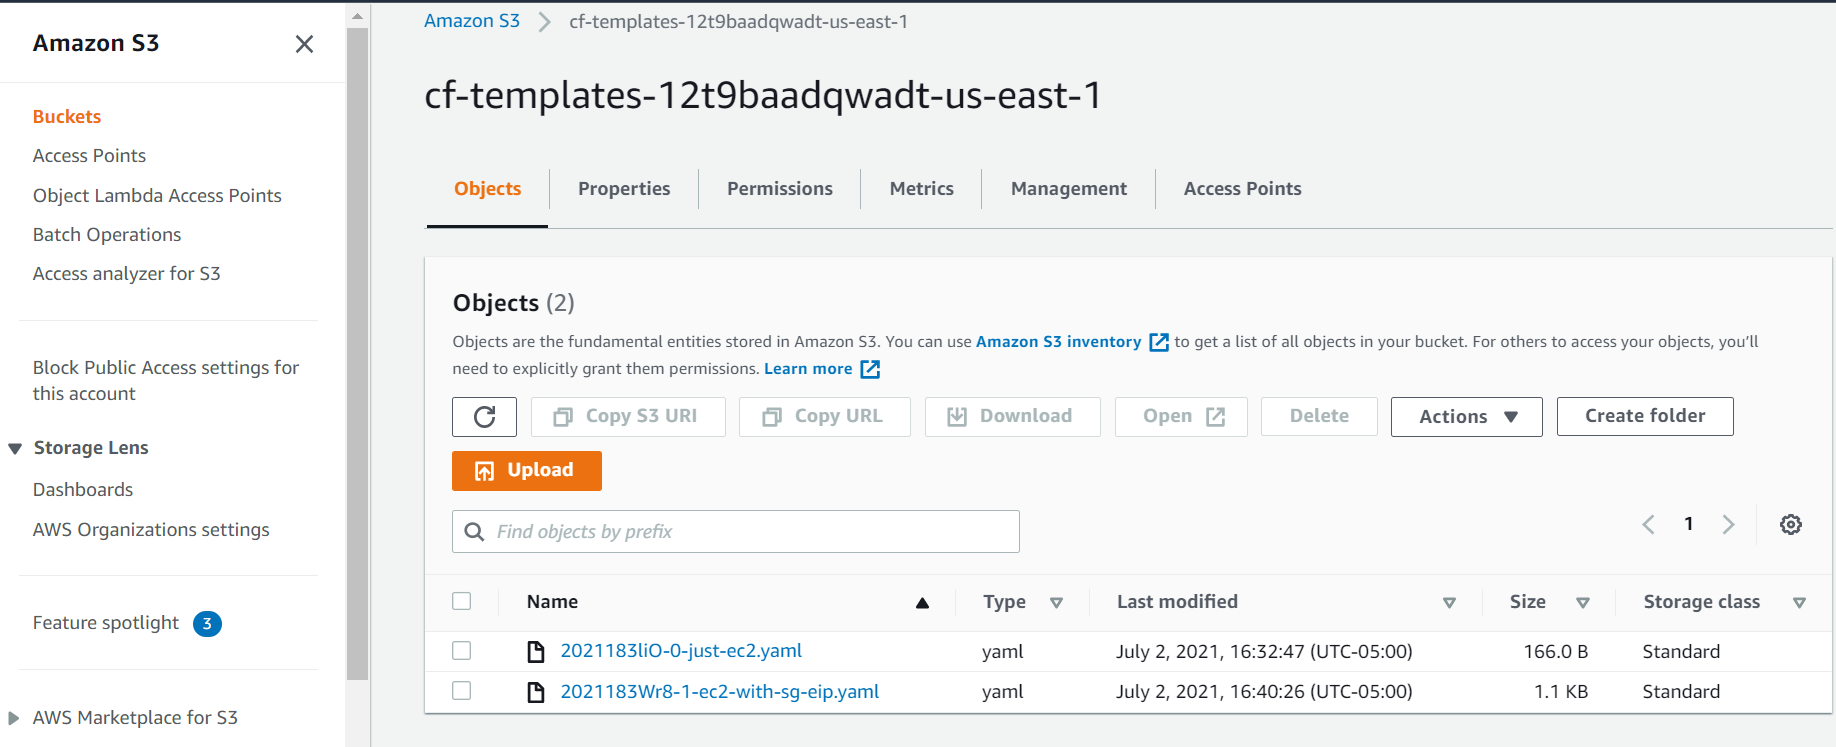 Amazon S3
Buckets
Access Points
Object Lambda Access Points
Batch Operations
Access analyzer for S3
Block Public Access settings for
this account
Storage Lens
Dashboards
AWS Organizations settings
Feature spotlight 3
AWS Marketplace for S3
Amazon S3 cf-templates-12t9baadqwadt-us-east-1
cf-templates-12t9baadqwadt-us-east-1
Objects Properties Permissions Metrics Management Access Points
Objects (2)
Objects are the fundamental entities stored in Amazon S3. You can use Amazon S3 inventory to get a list of all objects in your bucket. For others to access your objects, you'll
need to explicitly grant them permissions. Learn more
Copy S3 URI Copy URL Download Open Delete Actions Create folder
Upload
Find objects by prefix 1
Name Type Last modified Size Storage class
2021183liO-0-just-ec2.yaml yaml July 2, 2021, 16:32:47 (UTC-05:00) 166.0 B Standard
2021183Wr8-1-ec2-with-sg-eip.yaml yaml July 2, 2021, 16:40:26 (UTC-05:00) 1.1 KB Standard